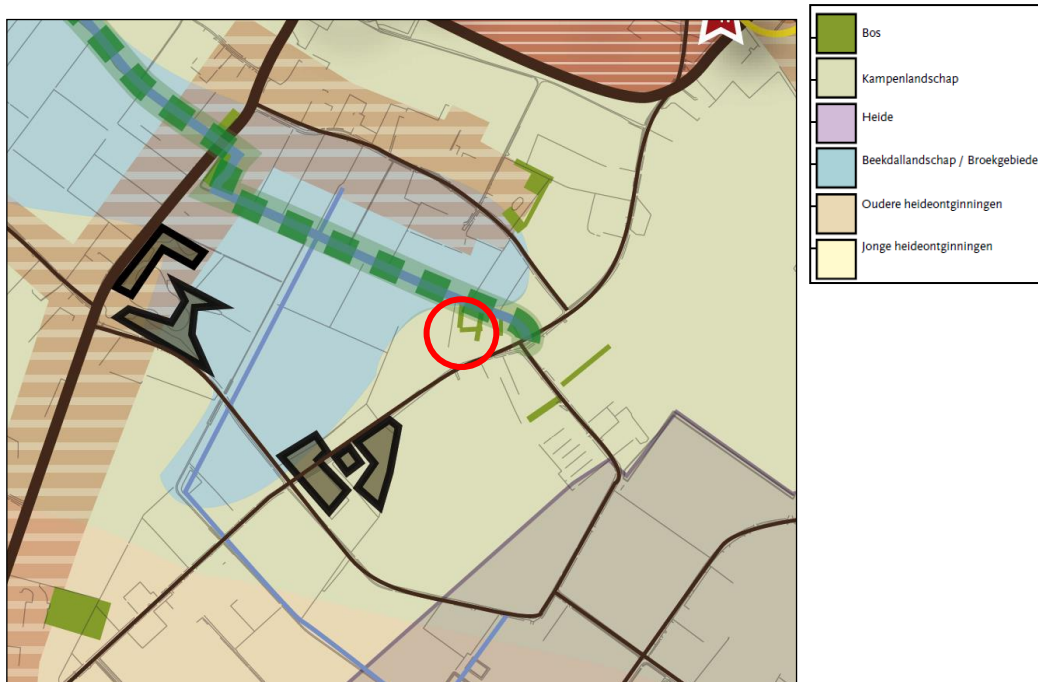 Bos
Kampenlandschap
Heide
Beekdallandschap / Broekgebiede
Oudere heideontginningen
Jonge heideontginningen